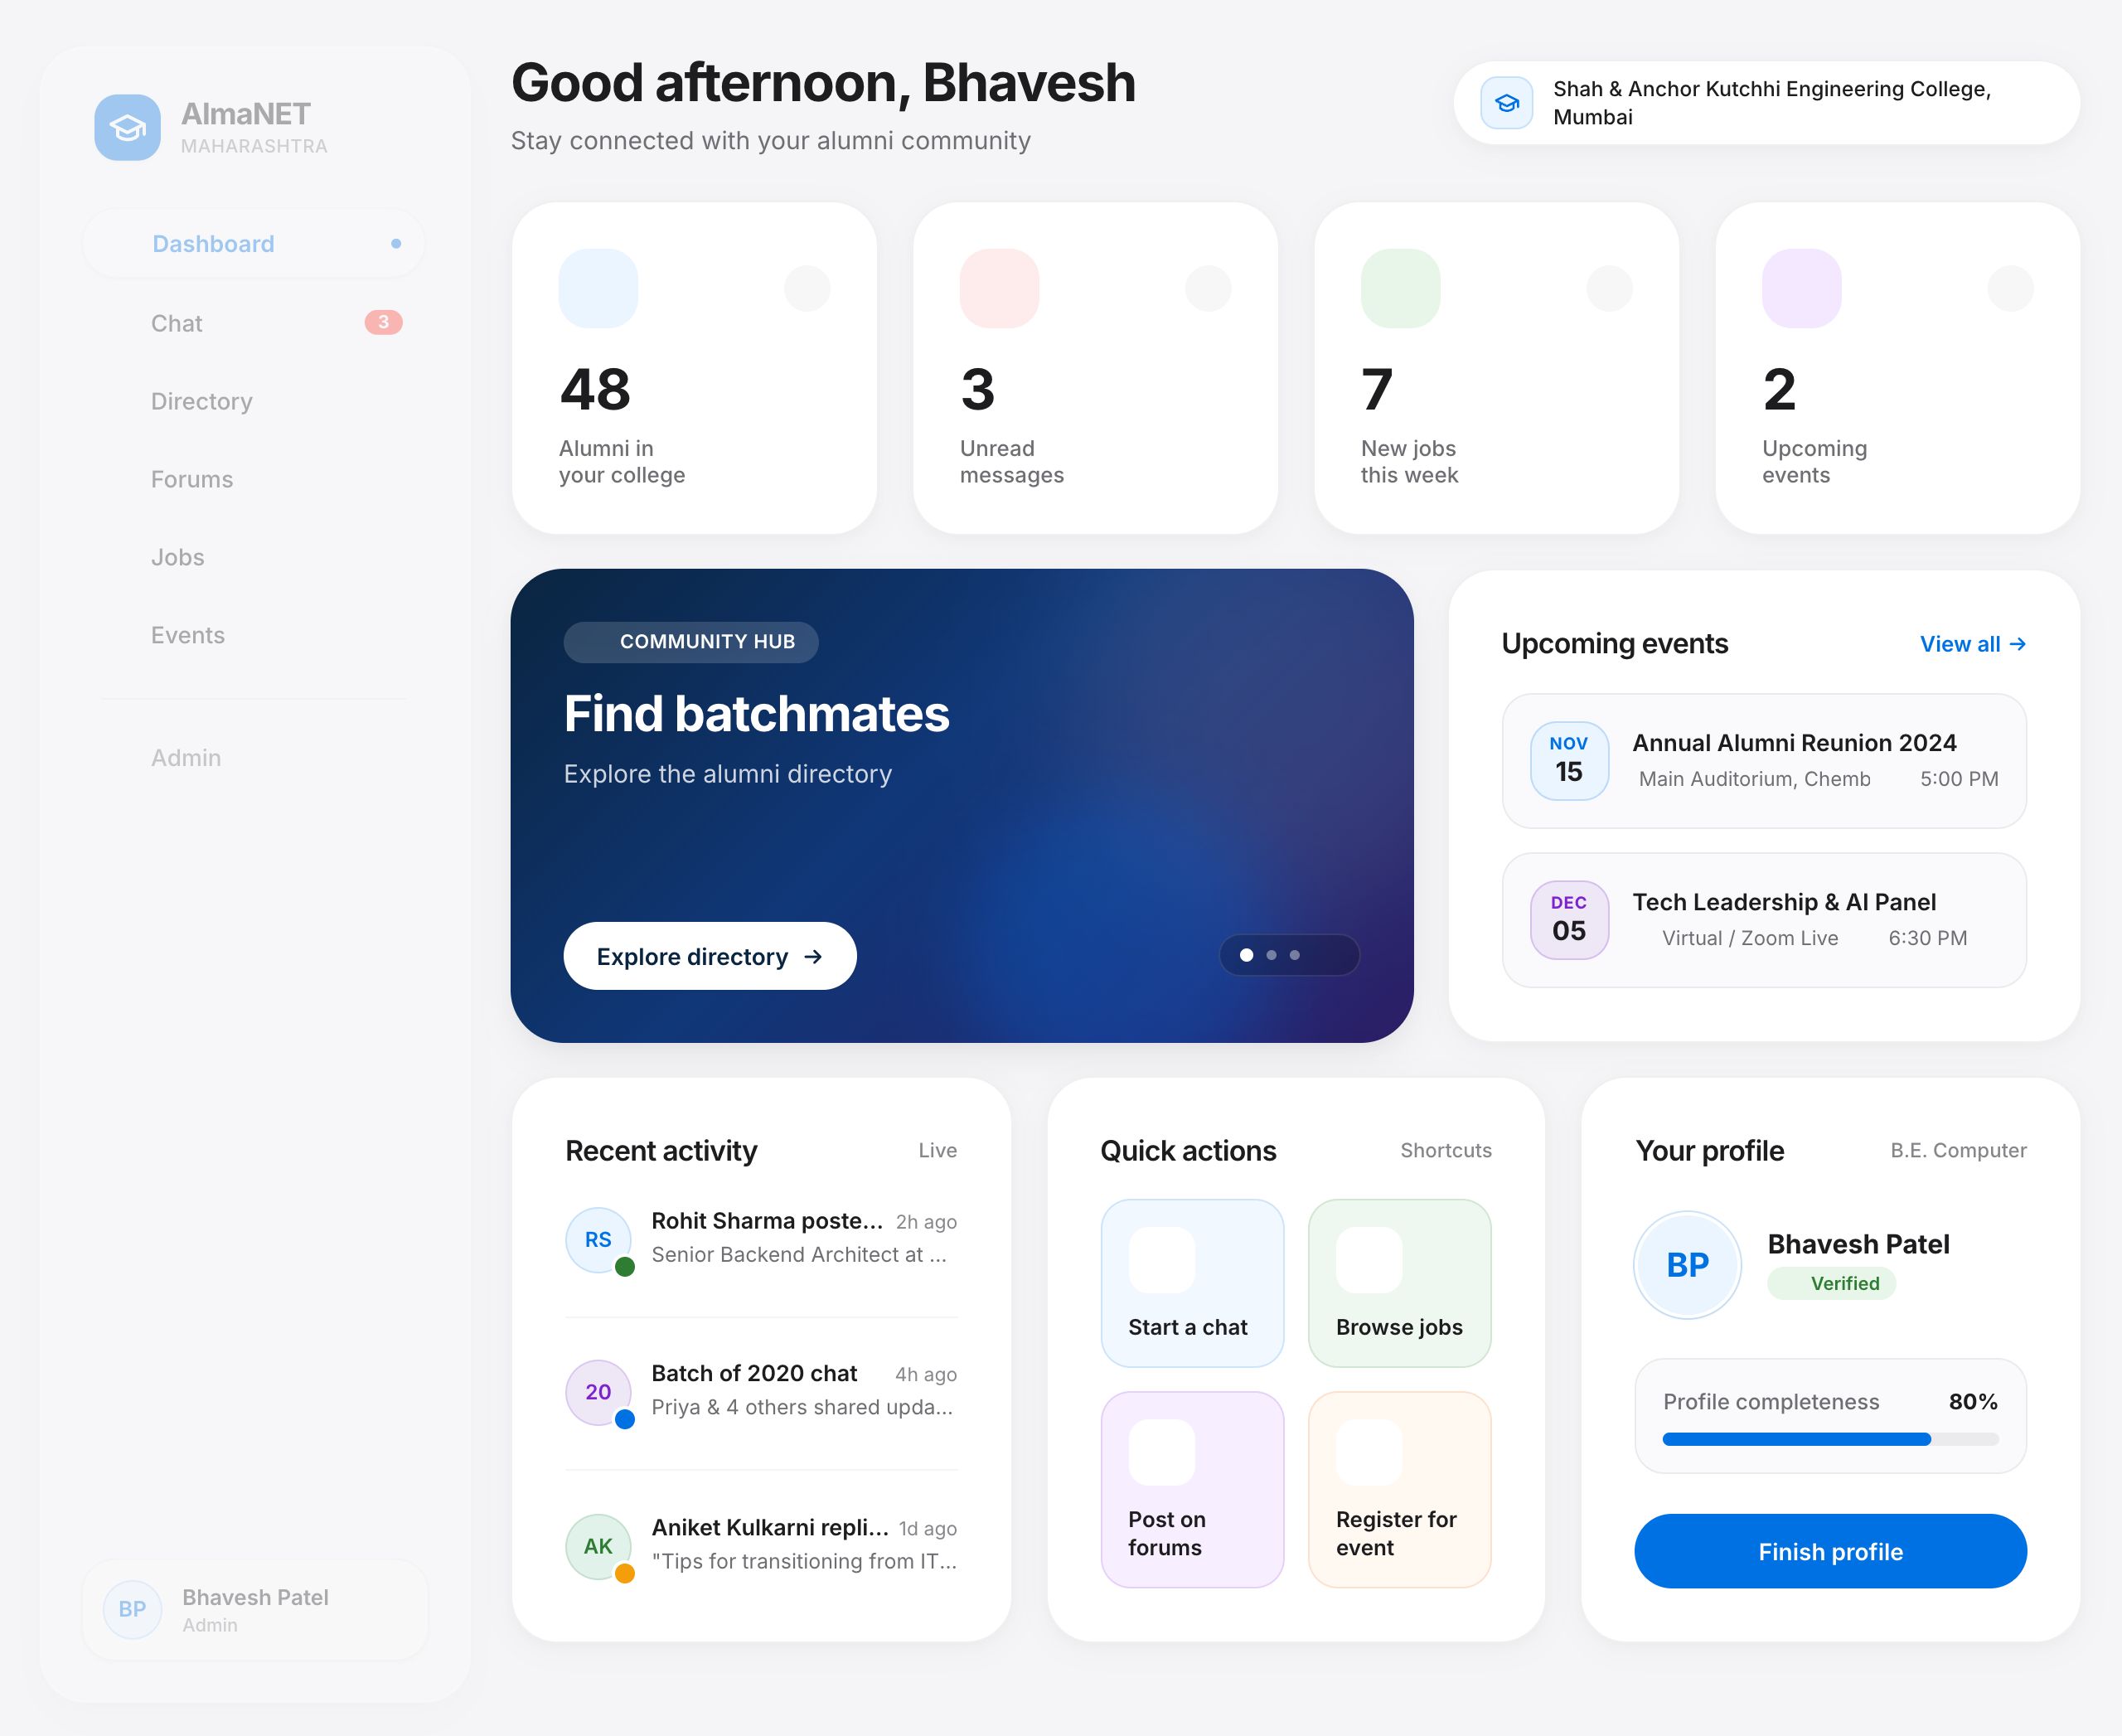 AlmaNET
MAHARASHTRA
Dashboard
Chat
3
Directory
Forums
Jobs
Events
Admin
BP
Bhavesh Patel
Admin
Good afternoon, Bhavesh
Stay connected with your alumni community
Shah & Anchor Kutchhi Engineering College,
Mumbai
48
Alumni in
your college
3
Unread
messages
7
New jobs
this week
2
Upcoming
events
COMMUNITY HUB
Find batchmates
Explore the alumni directory
Explore directory →
Upcoming events
View all →
NOV
15
Annual Alumni Reunion 2024
Main Auditorium, Chemb
5:00 PM
DEC
05
Tech Leadership & AI Panel
Virtual / Zoom Live
6:30 PM
Recent activity
Live
RS
Rohit Sharma poste...
2h ago
Senior Backend Architect at ...
20
Batch of 2020 chat
4h ago
Priya & 4 others shared upda...
AK
Aniket Kulkarni repli...
1d ago
"Tips for transitioning from IT...
Quick actions
Shortcuts
Start a chat
Browse jobs
Post on
forums
Register for
event
Your profile
B.E. Computer
BP
Bhavesh Patel
Verified
Profile completeness
80%
Finish profile